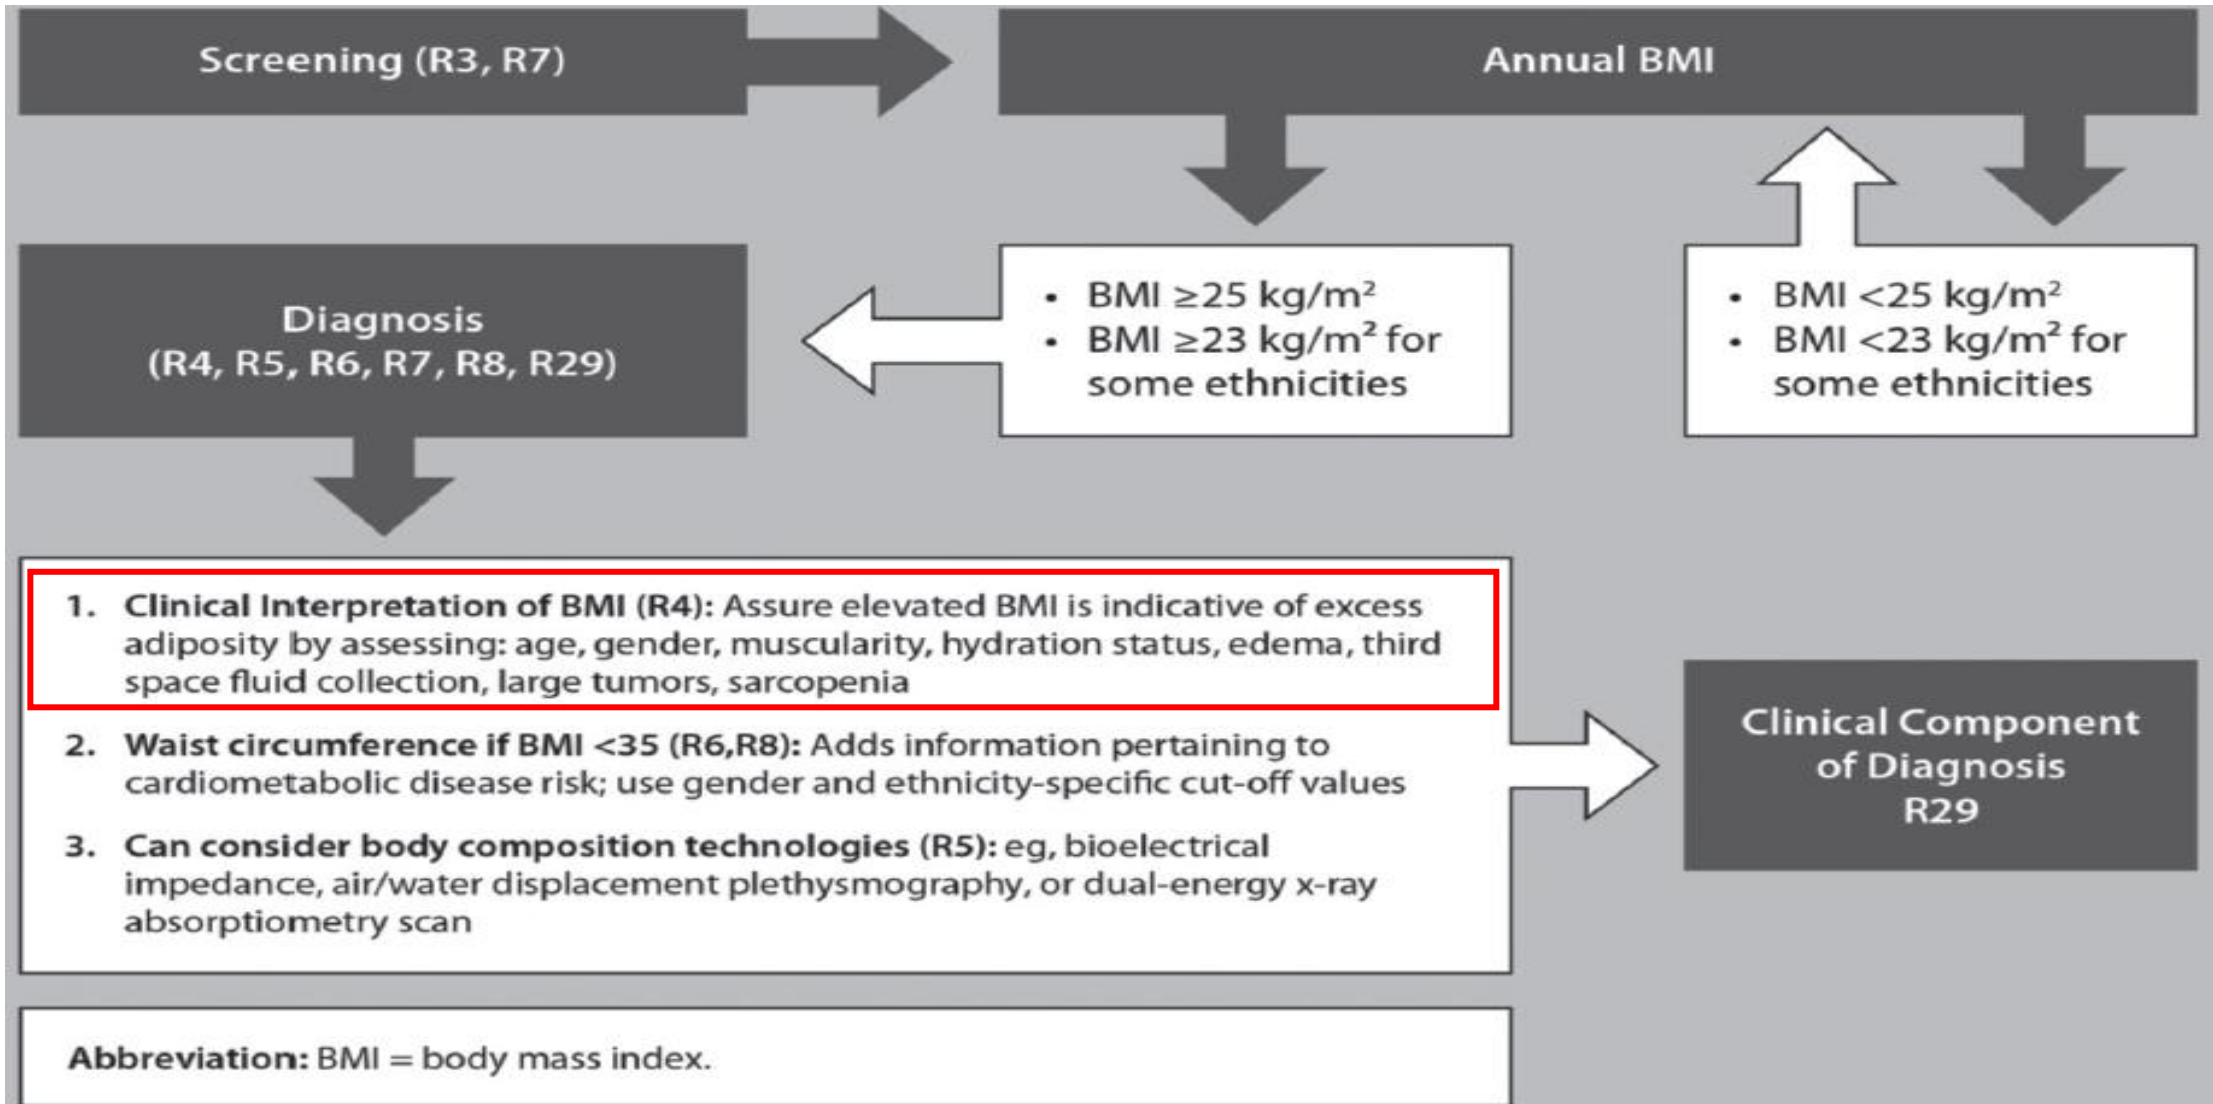 Screening (R3, R7)
Annual BMI
Diagnosis
(R4, R5, R6, R7, R8, R29)
• BMI ≥25 kg/m²
• BMI ≥23 kg/m² for
some ethnicities
• BMI <25 kg/m²
• BMI <23 kg/m² for
some ethnicities
1. Clinical Interpretation of BMI (R4): Assure elevated BMI is indicative of excess
adiposity by assessing: age, gender, muscularity, hydration status, edema, third
space fluid collection, large tumors, sarcopenia
2. Waist circumference if BMI <35 (R6,R8): Adds information pertaining to
cardiometabolic disease risk; use gender and ethnicity-specific cut-off values
3. Can consider body composition technologies (R5): eg, bioelectrical
impedance, air/water displacement plethysmography, or dual-energy x-ray
absorptiometry scan
Clinical Component
of Diagnosis
R29
Abbreviation: BMI = body mass index.